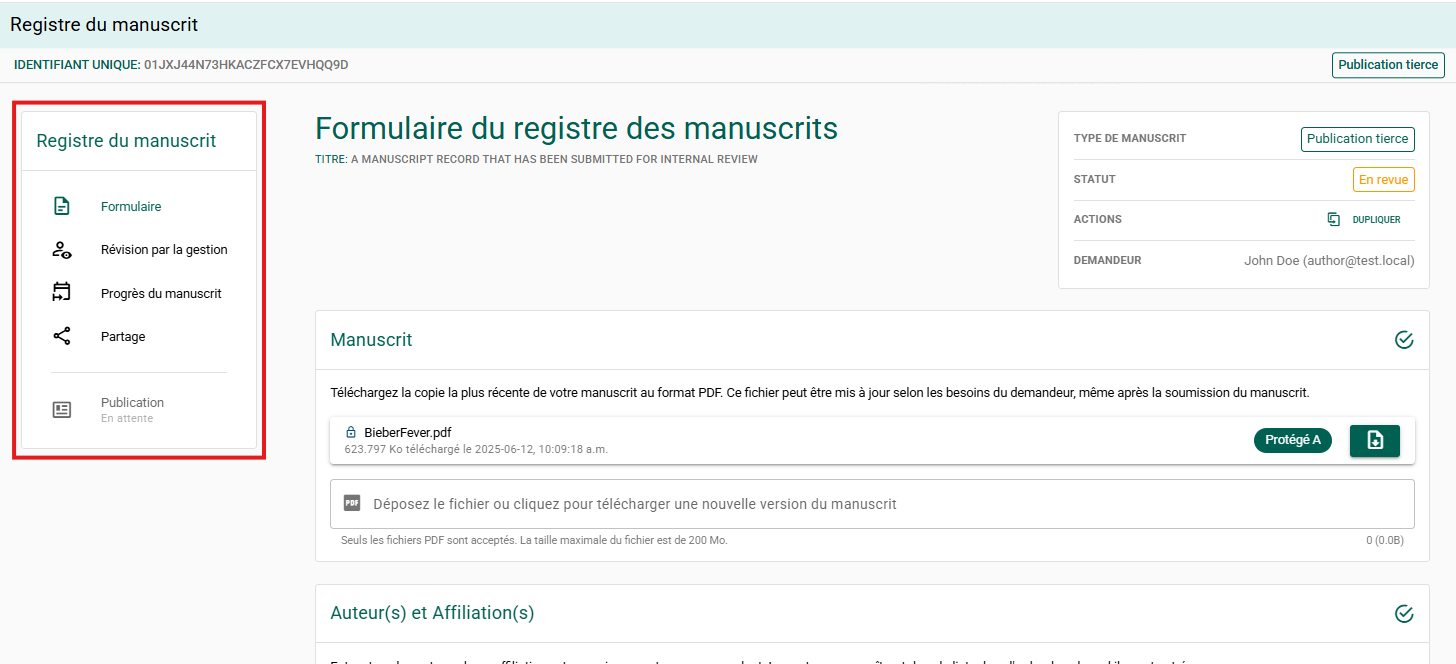 Registre du manuscrit
IDENTIFIANT UNIQUE: 01JXJ44N73HKACZFCX7EVHQQ9D
Publication tierce
Registre du manuscrit
Formulaire
Révision par la gestion
Progrès du manuscrit
Partage
Publication
En attente
Formulaire du registre des manuscrits
TITRE: A MANUSCRIPT RECORD THAT HAS BEEN SUBMITTED FOR INTERNAL REVIEW
TYPE DE MANUSCRIT Publication tierce
STATUT En revue
ACTIONS DUPLIQUER
DEMANDEUR John Doe (author@test.local)
Manuscrit
Téléchargez la copie la plus récente de votre manuscrit au format PDF. Ce fichier peut être mis à jour selon les besoins du demandeur, même après la soumission du manuscrit.
BieberFever.pdf
623.797 Ko téléchargé le 2025-06-12, 10:09:18 a.m.
Protégé A
PDF Déposez le fichier ou cliquez pour télécharger une nouvelle version du manuscrit
Seuls les fichiers PDF sont acceptés. La taille maximale du fichier est de 200 Mo. 0 (0.0B)
Auteur(s) et Affiliation(s)